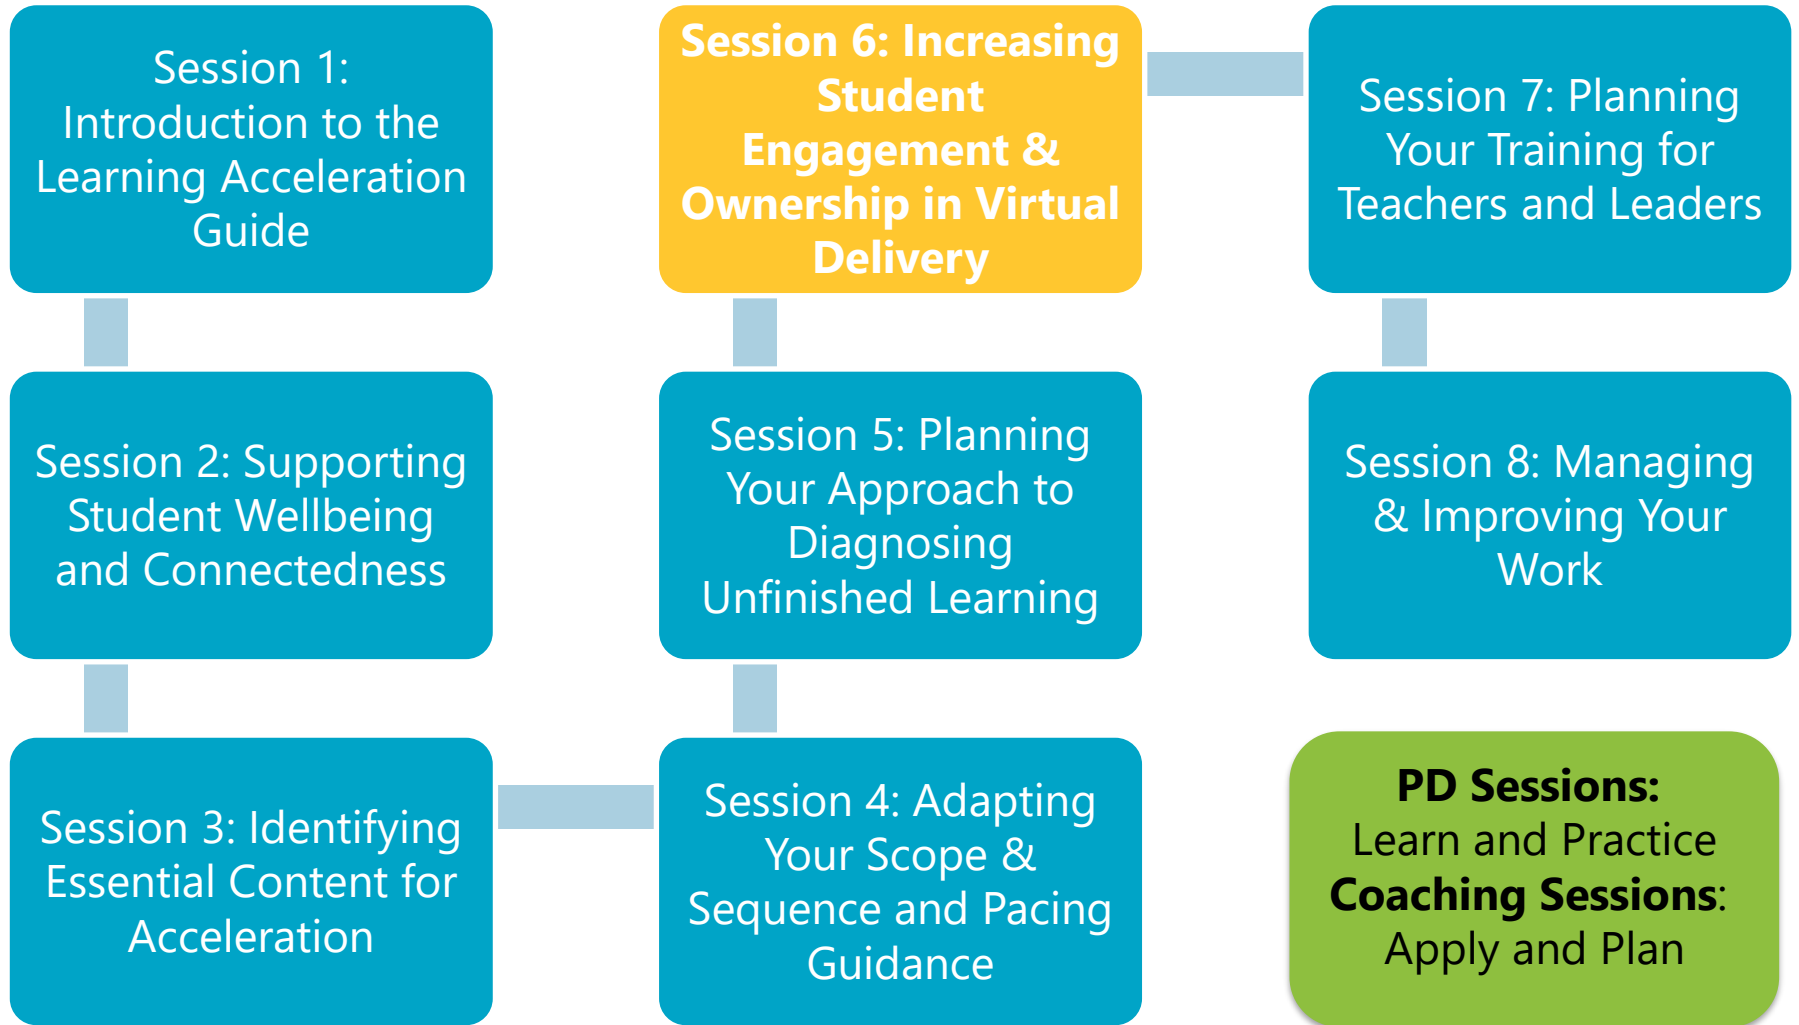 Session 1:
Introduction to the
Learning Acceleration
Guide
Session 2: Supporting
Student Wellbeing
and Connectedness
Session 3: Identifying
Essential Content for
Acceleration
Session 4: Adapting
Your Scope &
Sequence and Pacing
Guidance
Session 5: Planning
Your Approach to
Diagnosing
Unfinished Learning
Session 6: Increasing
Student
Engagement &
Ownership in Virtual
Delivery
Session 7: Planning
Your Training for
Teachers and Leaders
Session 8: Managing
& Improving Your
Work
PD Sessions:
Learn and Practice
Coaching Sessions:
Apply and Plan